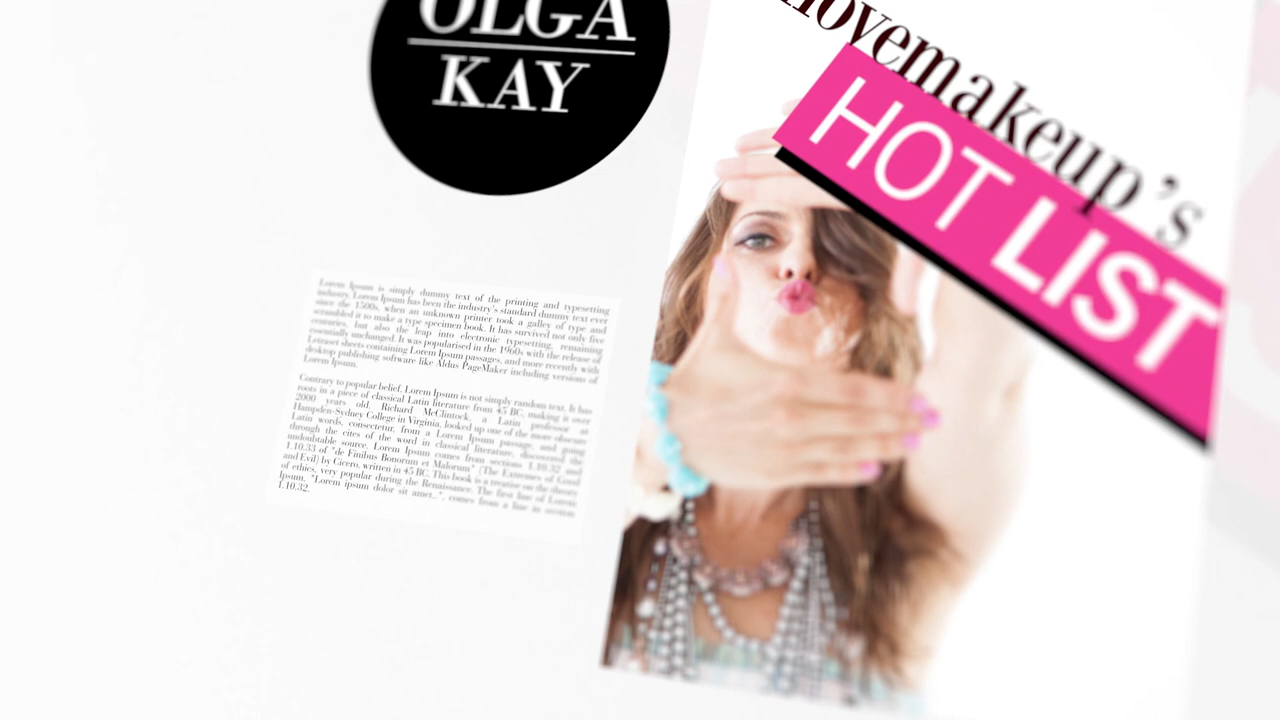 OLGA
KAY
ilovemakeup's
HOT LIST
Lorem Ipsum is simply dummy text of the printing and typesetting
industry. Lorem Ipsum has been the industry's standard dummy text ever
since the 1500s, when an unknown printer took a galley of type and
scrambled it to make a type specimen book. It has survived not only five
centuries, but also the leap into electronic typesetting, remaining
essentially unchanged. It was popularised in the 1960s with the release of
Letraset sheets containing Lorem Ipsum passages, and more recently with
desktop publishing software like Aldus PageMaker including versions of
Lorem Ipsum.
Contrary to popular belief, Lorem Ipsum is not simply random text. It has
roots in a piece of classical Latin literature from 45 BC, making it over
2000 years old. Richard McClintock, a Latin professor at
Hampden-Sydney College in Virginia, looked up one of the more obscure
Latin words, consectetur, from a Lorem Ipsum passage, and going
through the cites of the word in classical literature, discovered the
undoubtable source. Lorem Ipsum comes from sections 1.10.32 and
1.10.33 of "de Finibus Bonorum et Malorum" (The Extremes of Good
and Evil) by Cicero, written in 45 BC. This book is a treatise on the theory
of ethics, very popular during the Renaissance. The first line of Lorem
Ipsum, "Lorem ipsum dolor sit amet..", comes from a line in section
1.10.32.